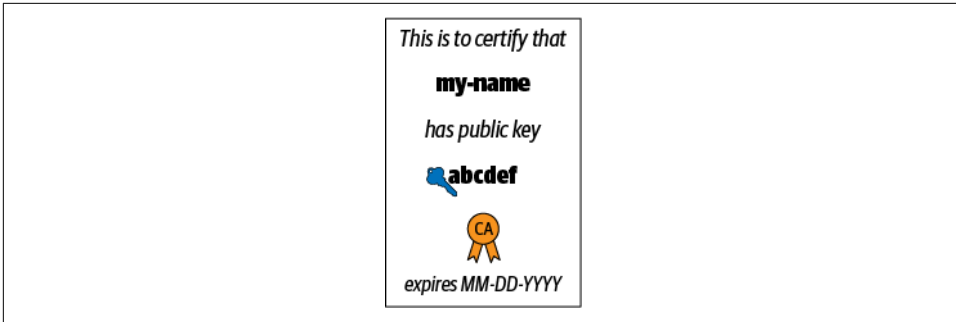 This is to certify that
my-name
has public key
abcdef
CA
expires MM-DD-YYYY